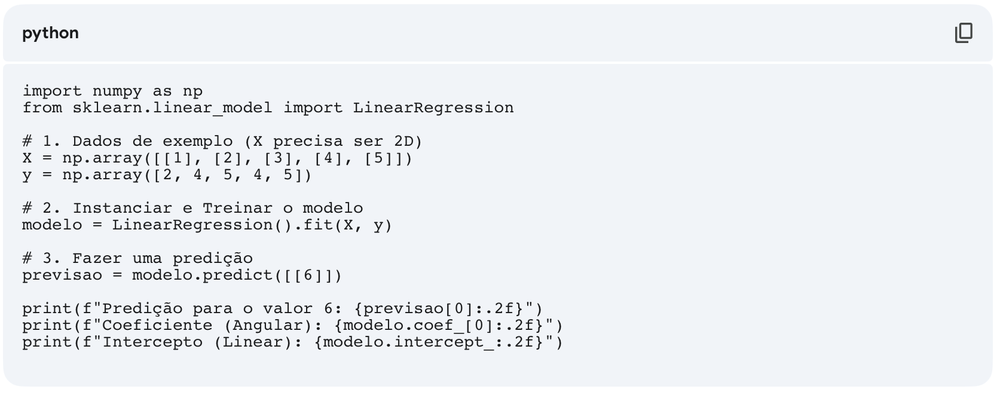 python
import numpy as np
from sklearn.linear_model import LinearRegression
# 1. Dados de exemplo (X precisa ser 2D)
X = np.array([[1], [2], [3], [4], [5]])
y = np.array([2, 4, 5, 4, 5])
# 2. Instanciar e Treinar o modelo
modelo = LinearRegression().fit(X, y)
# 3. Fazer uma predição
previsao = modelo.predict([[6]])
print(f"Predição para o valor 6: {previsao[0]:.2f}")
print(f"Coeficiente (Angular): {modelo.coef_[0]:.2f}")
print(f"Intercepto (Linear): {modelo.intercept_:.2f}")